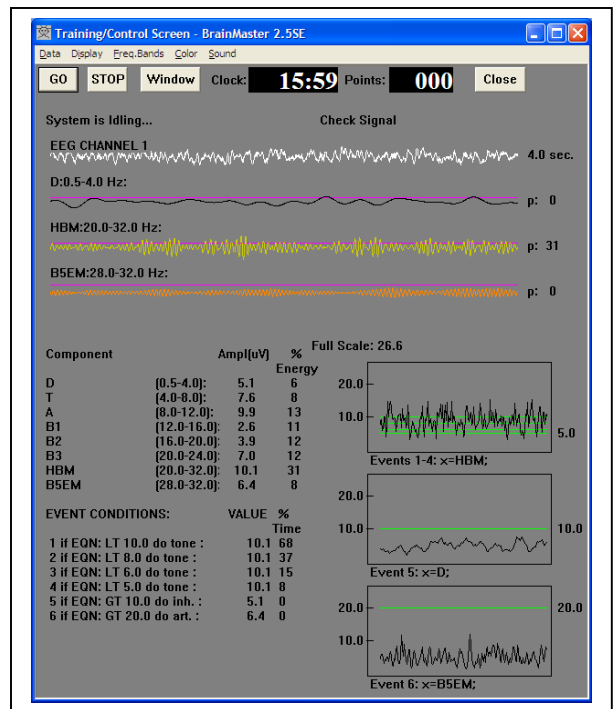 Training/Control Screen - BrainMaster 2.5SE
Data Display Freq.Bands Color Sound
GO STOP Window Clock: 15:59 Points: 000 Close
System is Idling... Check Signal
EEG CHANNEL 1
4.0 sec.
D:0.5-4.0 Hz:
p: 0
HBM:20.0-32.0 Hz:
p: 31
B5EM:28.0-32.0 Hz:
p: 0
Component Ampl(uV) % Energy
D (0.5-4.0): 5.1 6
T (4.0-8.0): 7.6 8
A (8.0-12.0): 9.9 13
B1 (12.0-16.0): 2.6 11
B2 (16.0-20.0): 3.9 12
B3 (20.0-24.0): 7.0 12
HBM (20.0-32.0): 10.1 31
B5EM (28.0-32.0): 6.4 8
EVENT CONDITIONS: VALUE % Time
1 if EQN: LT 10.0 do tone : 10.1 68
2 if EQN: LT 8.0 do tone : 10.1 37
3 if EQN: LT 6.0 do tone : 10.1 15
4 if EQN: LT 5.0 do tone : 10.1 8
5 if EQN: GT 10.0 do inh. : 5.1 0
6 if EQN: GT 20.0 do art. : 6.4 0
Full Scale: 26.6
20.0
10.0
5.0
Events 1-4: x=HBM;
20.0
10.0 10.0
Event 5: x=D;
20.0 20.0
10.0
Event 6: x=B5EM;